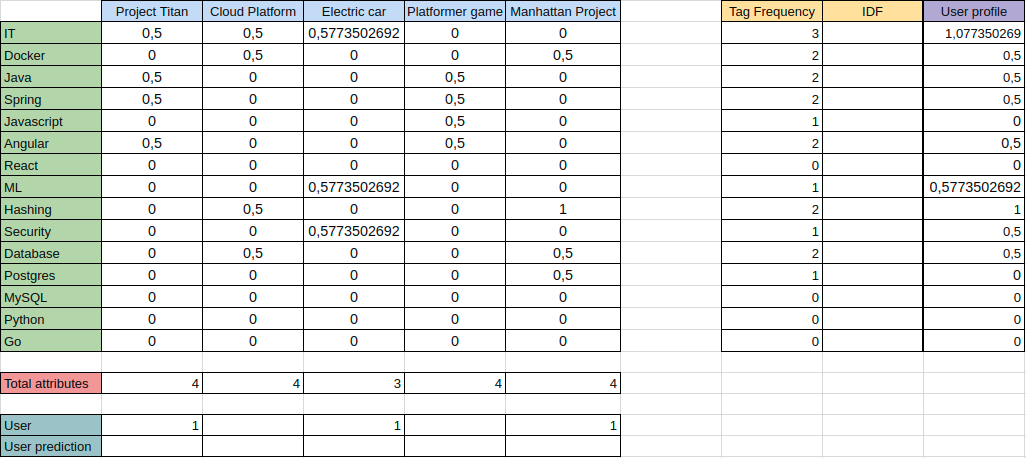 Project Titan Cloud Platform Electric car Platformer game Manhattan Project Tag Frequency IDF User profile
IT 0,5 0,5 0,5773502692 0 0 3 1,077350269
Docker 0 0,5 0 0 0,5 2 0,5
Java 0,5 0 0 0,5 0 2 0,5
Spring 0,5 0 0 0,5 0 2 0,5
Javascript 0 0 0 0,5 0 1 0
Angular 0,5 0 0 0,5 0 2 0,5
React 0 0 0 0 0 0 0
ML 0 0 0,5773502692 0 0 1 0,5773502692
Hashing 0 0,5 0 0 1 2 1
Security 0 0 0,5773502692 0 0 1 0,5
Database 0 0,5 0 0 0,5 2 0,5
Postgres 0 0 0 0 0,5 1 0
MySQL 0 0 0 0 0 0 0
Python 0 0 0 0 0 0 0
Go 0 0 0 0 0 0 0
Total attributes 4 4 3 4 4
User 1 1 1
User prediction